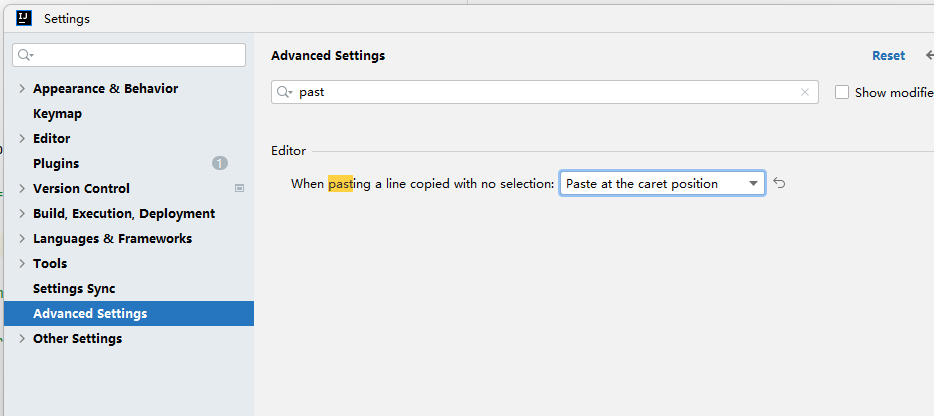 IJ Settings
Advanced Settings Reset
past Show modifie
Appearance & Behavior
Keymap
Editor
Plugins 1
Version Control
Build, Execution, Deployment
Languages & Frameworks
Tools
Settings Sync
Advanced Settings
Other Settings
Editor
When pasting a line copied with no selection: Paste at the caret position